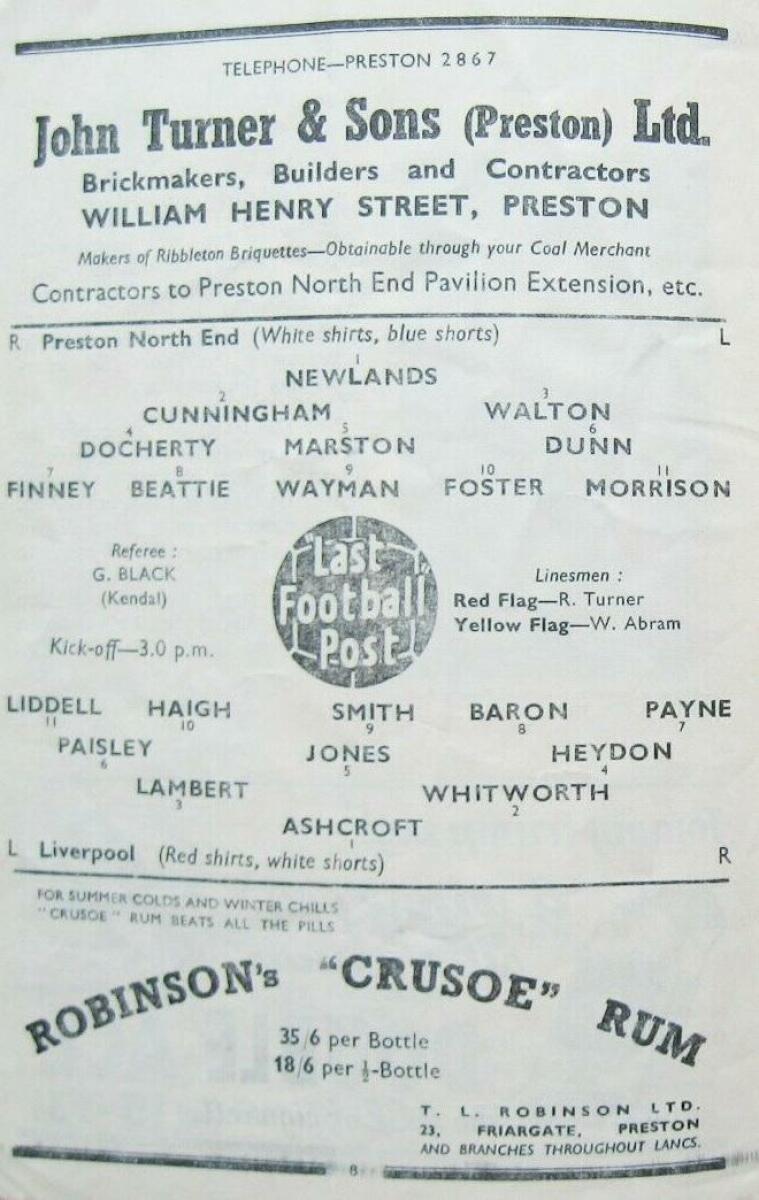 TELEPHONE—PRESTON 2867
John Turner & Sons (Preston) Ltd.
Brickmakers, Builders and Contractors
WILLIAM HENRY STREET, PRESTON
Makers of Ribbleton Briquettes—Obtainable through your Coal Merchant
Contractors to Preston North End Pavilion Extension, etc.
R Preston North End (White shirts, blue shorts) L
1
NEWLANDS
2 3
CUNNINGHAM WALTON
4 5 6
DOCHERTY MARSTON DUNN
7 8 9 10 11
FINNEY BEATTIE WAYMAN FOSTER MORRISON
Referee :
G. BLACK
(Kendal)
Kick-off—3.0 p.m.
"Last
Football
Post"
Linesmen :
Red Flag—R. Turner
Yellow Flag—W. Abram
LIDDELL HAIGH SMITH BARON PAYNE
11 10 9 8 7
PAISLEY JONES HEYDON
6 5 4
LAMBERT WHITWORTH
3 2
ASHCROFT
1
L Liverpool (Red shirts, white shorts) R
FOR SUMMER COLDS AND WINTER CHILLS
"CRUSOE" RUM BEATS ALL THE PILLS
ROBINSON's "CRUSOE" RUM
35/6 per Bottle
18/6 per ½-Bottle
T. L. ROBINSON LTD.
23, FRIARGATE, PRESTON
AND BRANCHES THROUGHOUT LANCS.
8